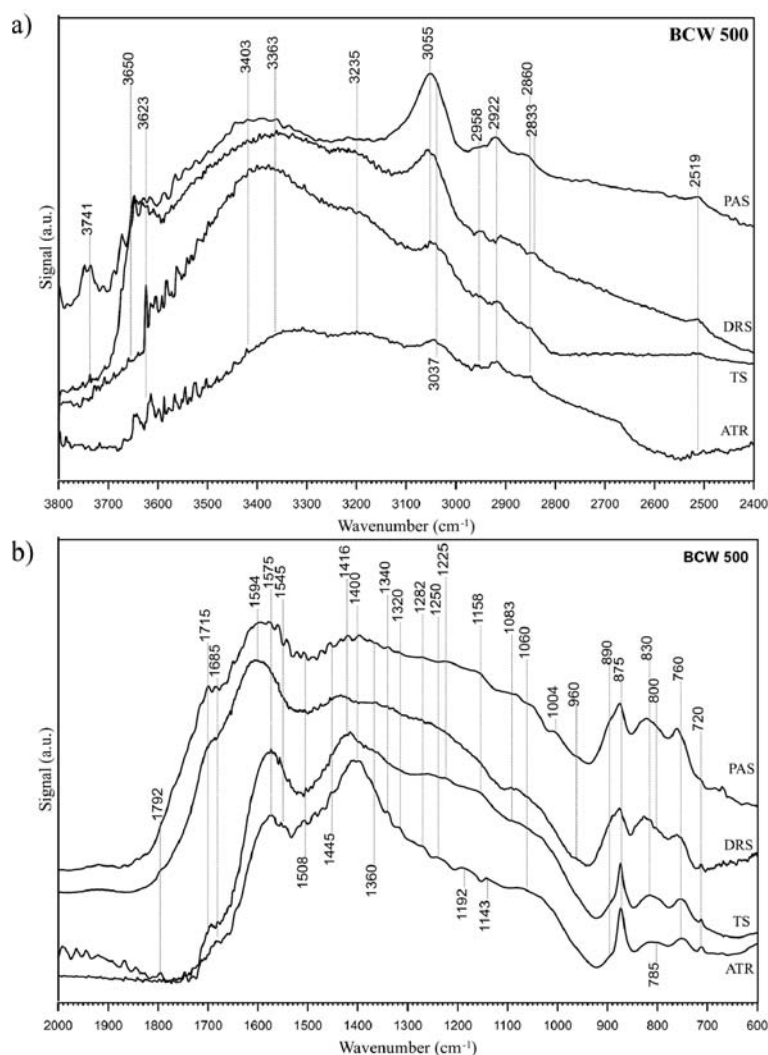 a)
BCW 500
3741
3650
3623
3403
3363
3235
3055
3037
2958
2922
2860
2833
2519
PAS
DRS
TS
ATR
Signal (a.u.)
3800 3700 3600 3500 3400 3300 3200 3100 3000 2900 2800 2700 2600 2500 2400
Wavenumber (cm⁻¹)
b)
BCW 500
1792
1715
1685
1594
1575
1545
1508
1445
1416
1400
1360
1340
1320
1282
1250
1225
1192
1143
1158
1083
1060
1004
960
890
875
830
800
785
760
720
PAS
DRS
TS
ATR
Signal (a.u.)
2000 1900 1800 1700 1600 1500 1400 1300 1200 1100 1000 900 800 700 600
Wavenumber (cm⁻¹)